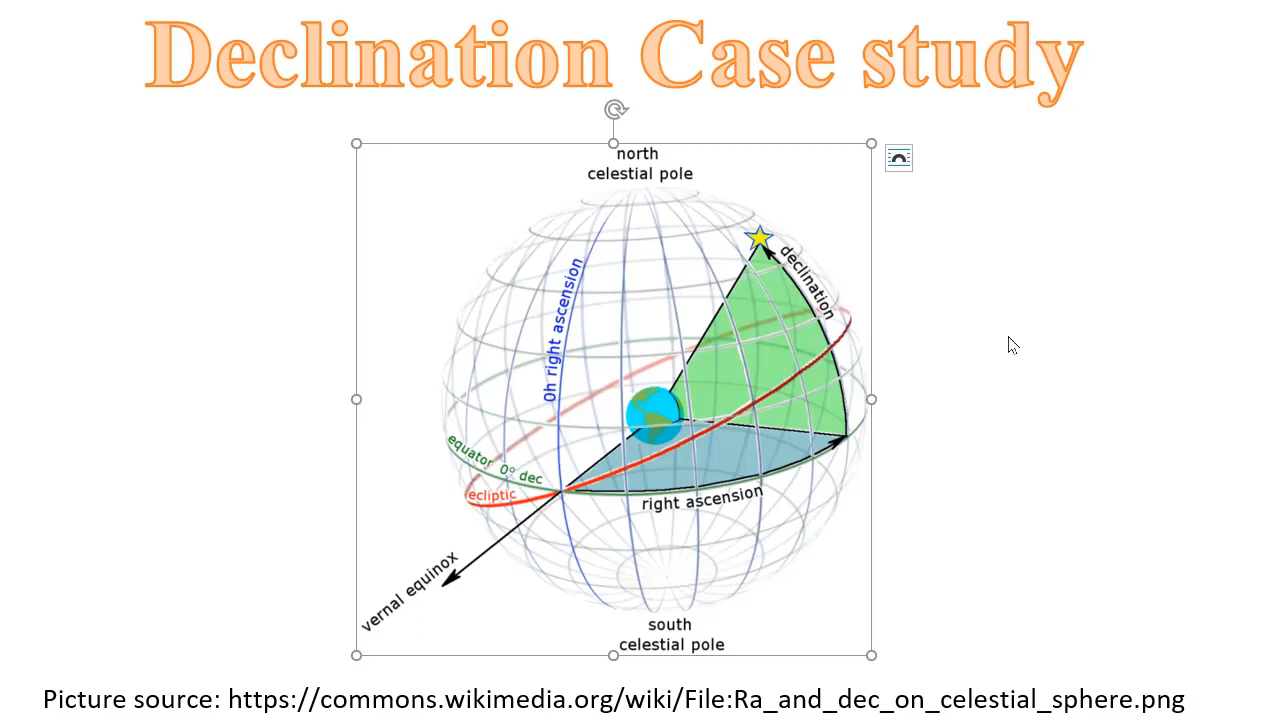 Declination Case study
north
celestial pole
declination
0h right ascension
equator 0° dec
ecliptic
right ascension
vernal equinox
south
celestial pole
Picture source: https://commons.wikimedia.org/wiki/File:Ra_and_dec_on_celestial_sphere.png